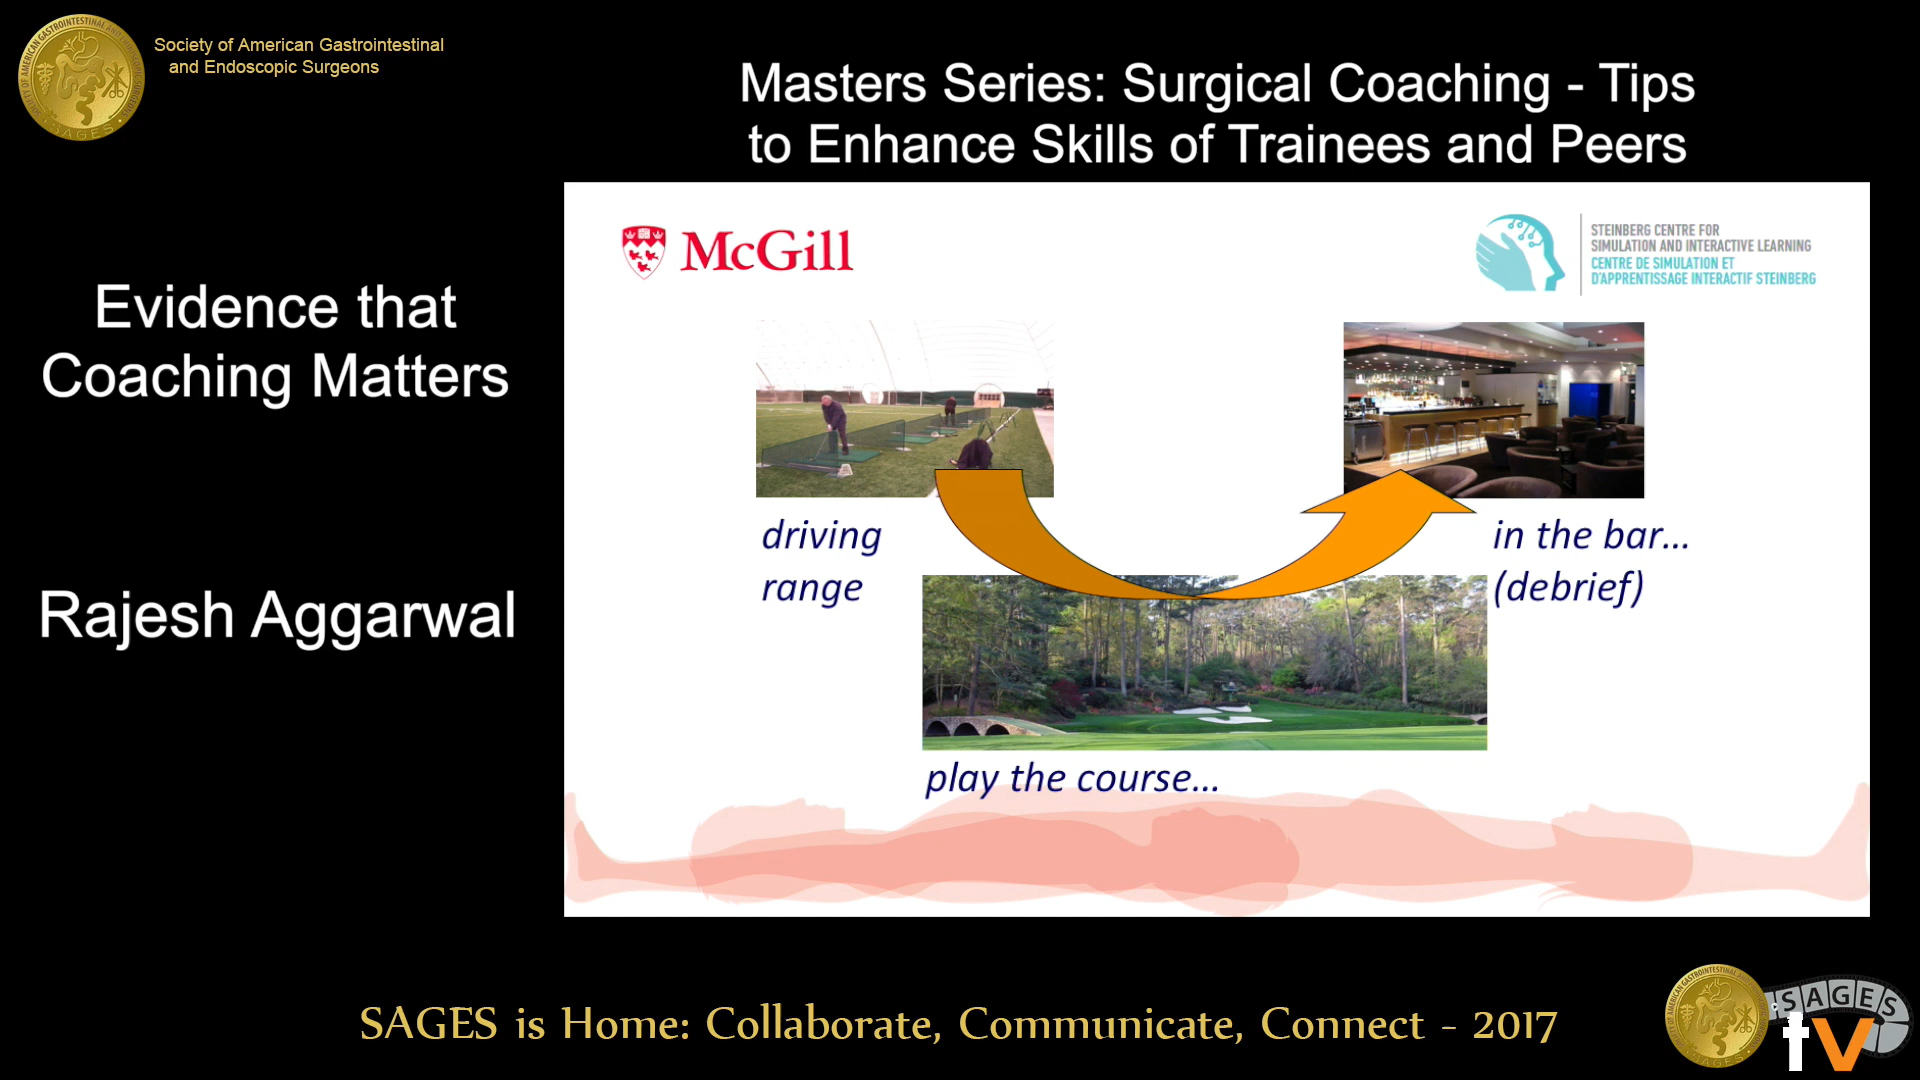 Society of American Gastrointestinal
and Endoscopic Surgeons
SAGES
Masters Series: Surgical Coaching - Tips
to Enhance Skills of Trainees and Peers
Evidence that
Coaching Matters
Rajesh Aggarwal
McGill
STEINBERG CENTRE FOR
SIMULATION AND INTERACTIVE LEARNING
CENTRE DE SIMULATION ET
D'APPRENTISSAGE INTERACTIF STEINBERG
driving
range
in the bar...
(debrief)
play the course...
SAGES is Home: Collaborate, Communicate, Connect - 2017
SAGES
tv